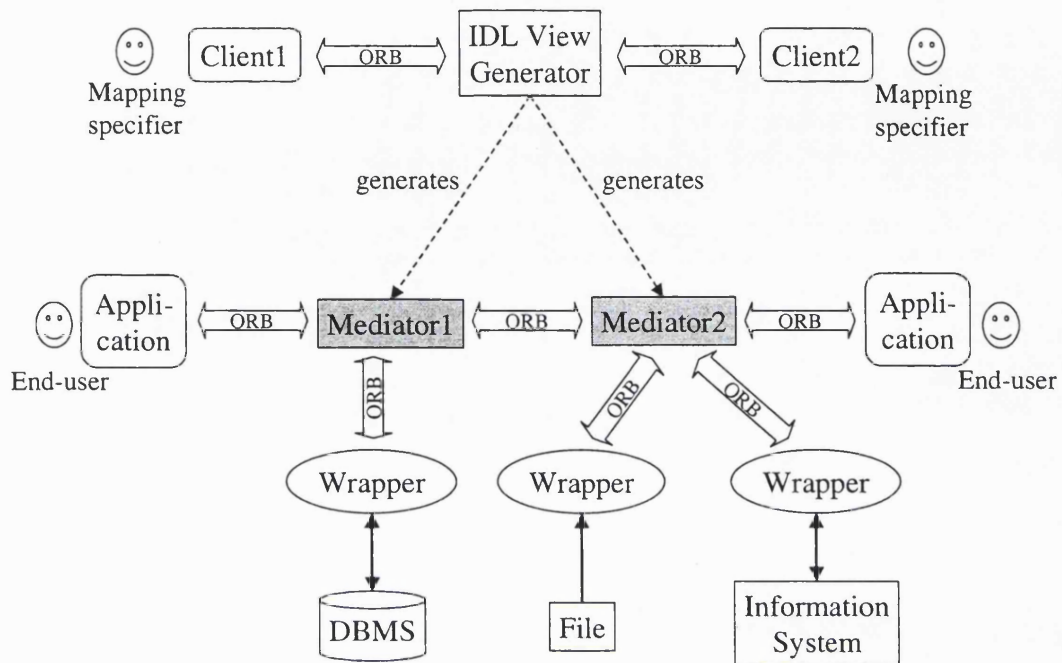 Client1
ORB
IDL View
Generator
ORB
Client2
Mapping
specifier
Mapping
specifier
generates
generates
Appli-
cation
ORB
Mediator1
ORB
Mediator2
ORB
Appli-
cation
End-user
End-user
ORB
ORB
ORB
Wrapper
Wrapper
Wrapper
DBMS
File
Information
System